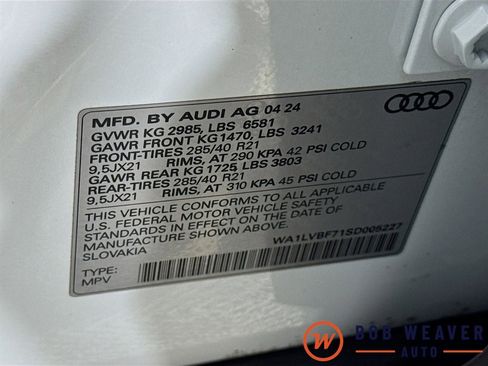 MFD. BY AUDI AG 04 24
GVWR KG 2985, LBS 6581
GAWR FRONT KG1470, LBS 3241
FRONT-TIRES 285/40 R21
9,5JX21 RIMS, AT 290 KPA 42 PSI COLD
GAWR REAR KG 1725, LBS 3803
REAR-TIRES 285/40 R21
9,5JX21 RIMS, AT 310 KPA 45 PSI COLD
THIS VEHICLE CONFORMS TO ALL APPLICABLE
U.S. FEDERAL MOTOR VEHICLE SAFETY
STANDARDS IN EFFECT ON THE DATE OF
MANUFACTURE SHOWN ABOVE.
SLOVAKIA
WA1LVBF71SD005227
TYPE:
MPV
BOB WEAVER
AUTO